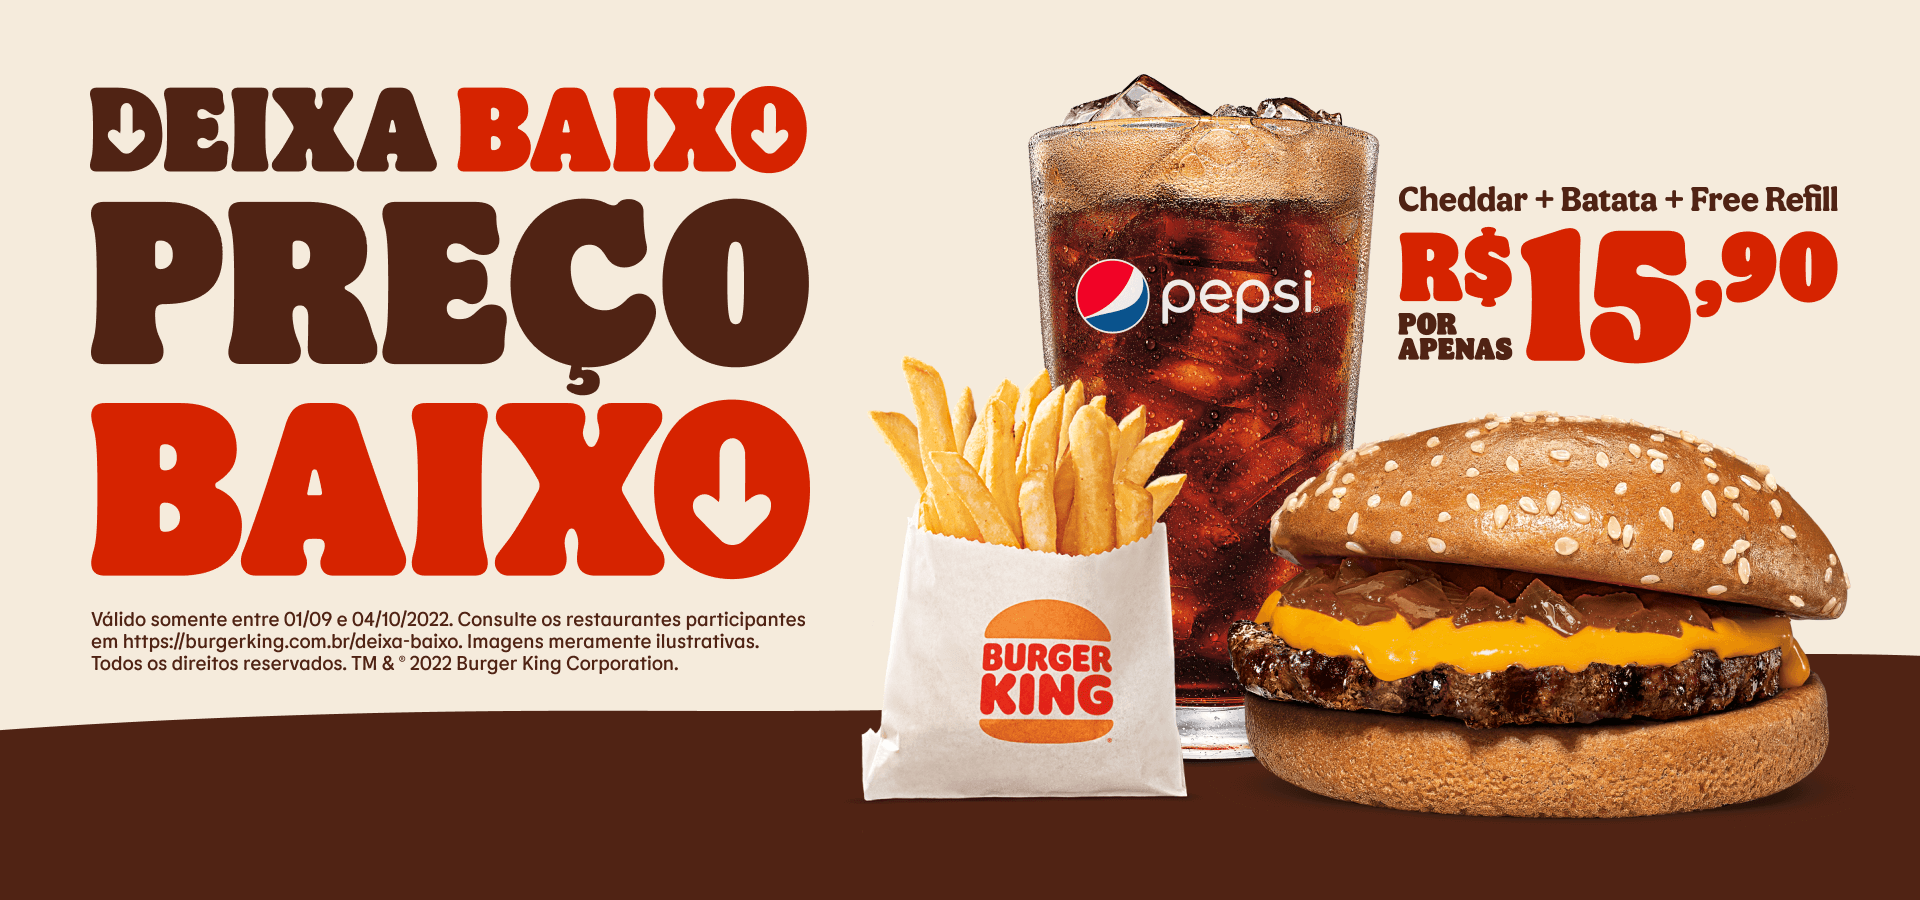 DEIXA BAIXO
PREÇO
BAIXO
Válido somente entre 01/09 e 04/10/2022. Consulte os restaurantes participantes
em https://burgerking.com.br/deixa-baixo. Imagens meramente ilustrativas.
Todos os direitos reservados. TM & ® 2022 Burger King Corporation.
pepsi
BURGER
KING
Cheddar + Batata + Free Refill
R$15,90
POR
APENAS